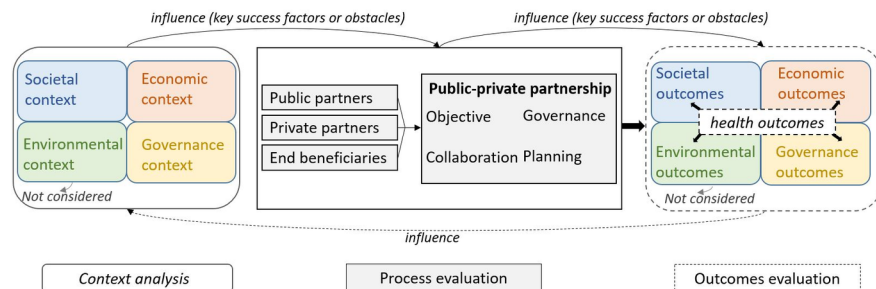 influence (key success factors or obstacles)
influence (key success factors or obstacles)
Societal
context
Economic
context
Environmental
context
Governance
context
Not considered
Public partners
Private partners
End beneficiaries
Public-private partnership
Objective
Governance
Collaboration
Planning
Societal
outcomes
Economic
outcomes
health outcomes
Environmental
outcomes
Governance
outcomes
Not considered
influence
Context analysis
Process evaluation
Outcomes evaluation